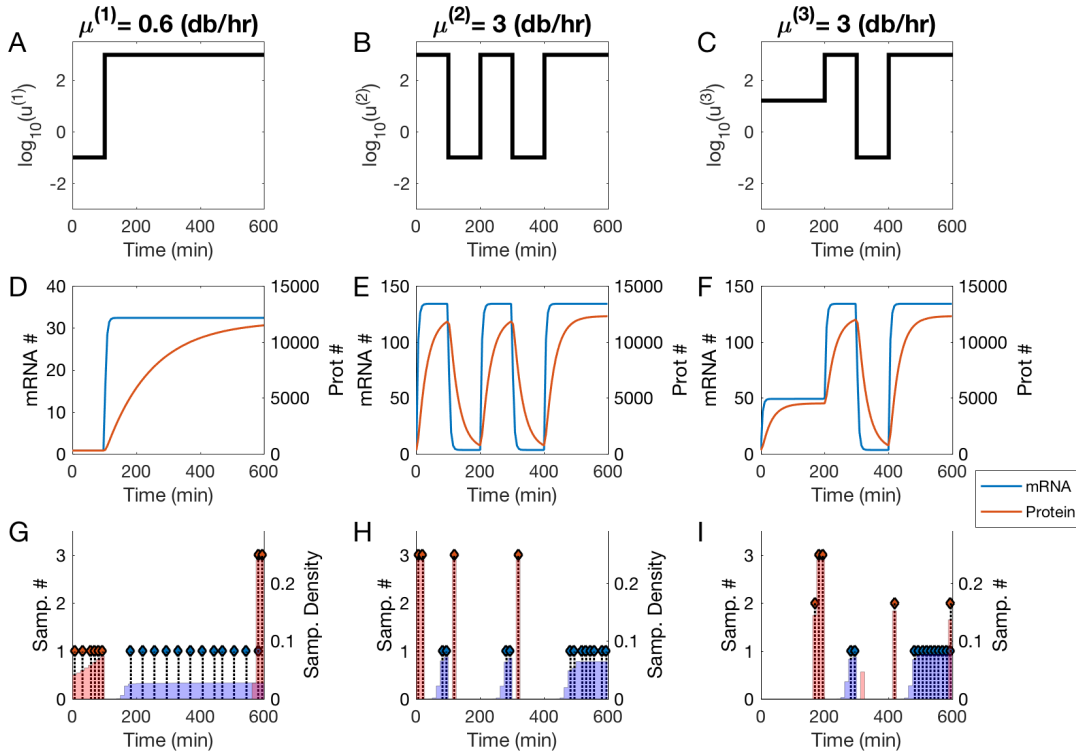 μ(1)= 0.6 (db/hr)
μ(2)= 3 (db/hr)
μ(3)= 3 (db/hr)
A
B
C
log10(u(1))
2
0
-2
0 200 400 600
Time (min)
log10(u(2))
2
0
-2
0 200 400 600
Time (min)
log10(u(3))
2
0
-2
0 200 400 600
Time (min)
D
E
F
mRNA #
40
30
20
10
0
0 200 400 600
Time (min)
15000
10000
5000
0
Prot #
mRNA #
150
100
50
0
0 200 400 600
Time (min)
15000
10000
5000
0
Prot #
mRNA #
150
100
50
0
0 200 400 600
Time (min)
15000
10000
5000
0
Prot #
mRNA
Protein
G
H
I
Samp. #
3
2
1
0
0 200 400 600
Time (min)
0.2
0.1
0
Samp. Density
Samp. #
3
2
1
0
0 200 400 600
Time (min)
0.2
0.1
0
Samp. Density
Samp. #
3
2
1
0
0 200 400 600
Time (min)
0.2
0.1
0
Samp. #